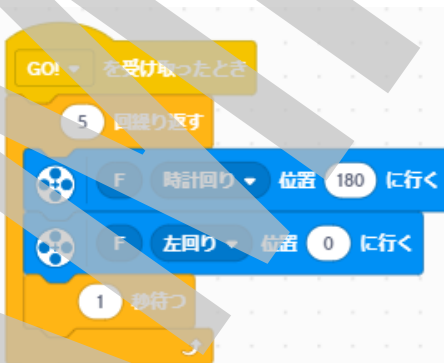 GO! を受け取ったとき
5 回繰り返す
F 時計回り 位置 180 に行く
F 左回り 位置 0 に行く
1 秒待つ